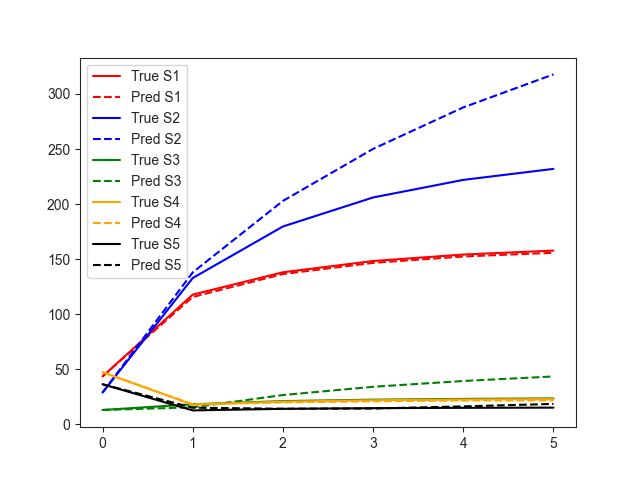 True S1
Pred S1
True S2
Pred S2
True S3
Pred S3
True S4
Pred S4
True S5
Pred S5
300
250
200
150
100
50
0
0 1 2 3 4 5